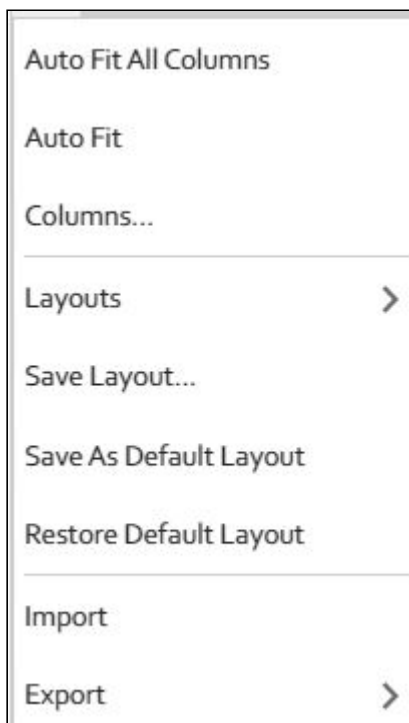 Auto Fit All Columns
Auto Fit
Columns...
Layouts
Save Layout...
Save As Default Layout
Restore Default Layout
Import
Export